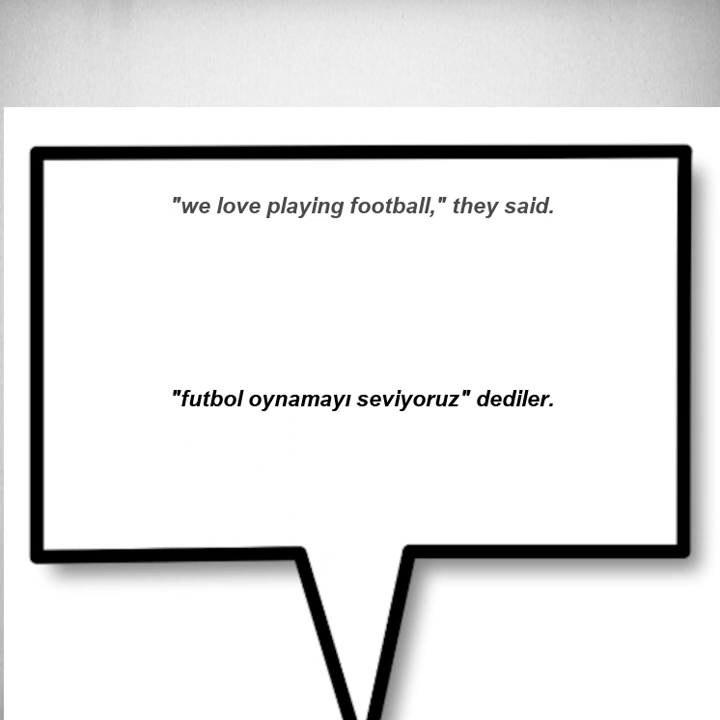 "we love playing football," they said.
"futbol oynamayı seviyoruz" dediler.